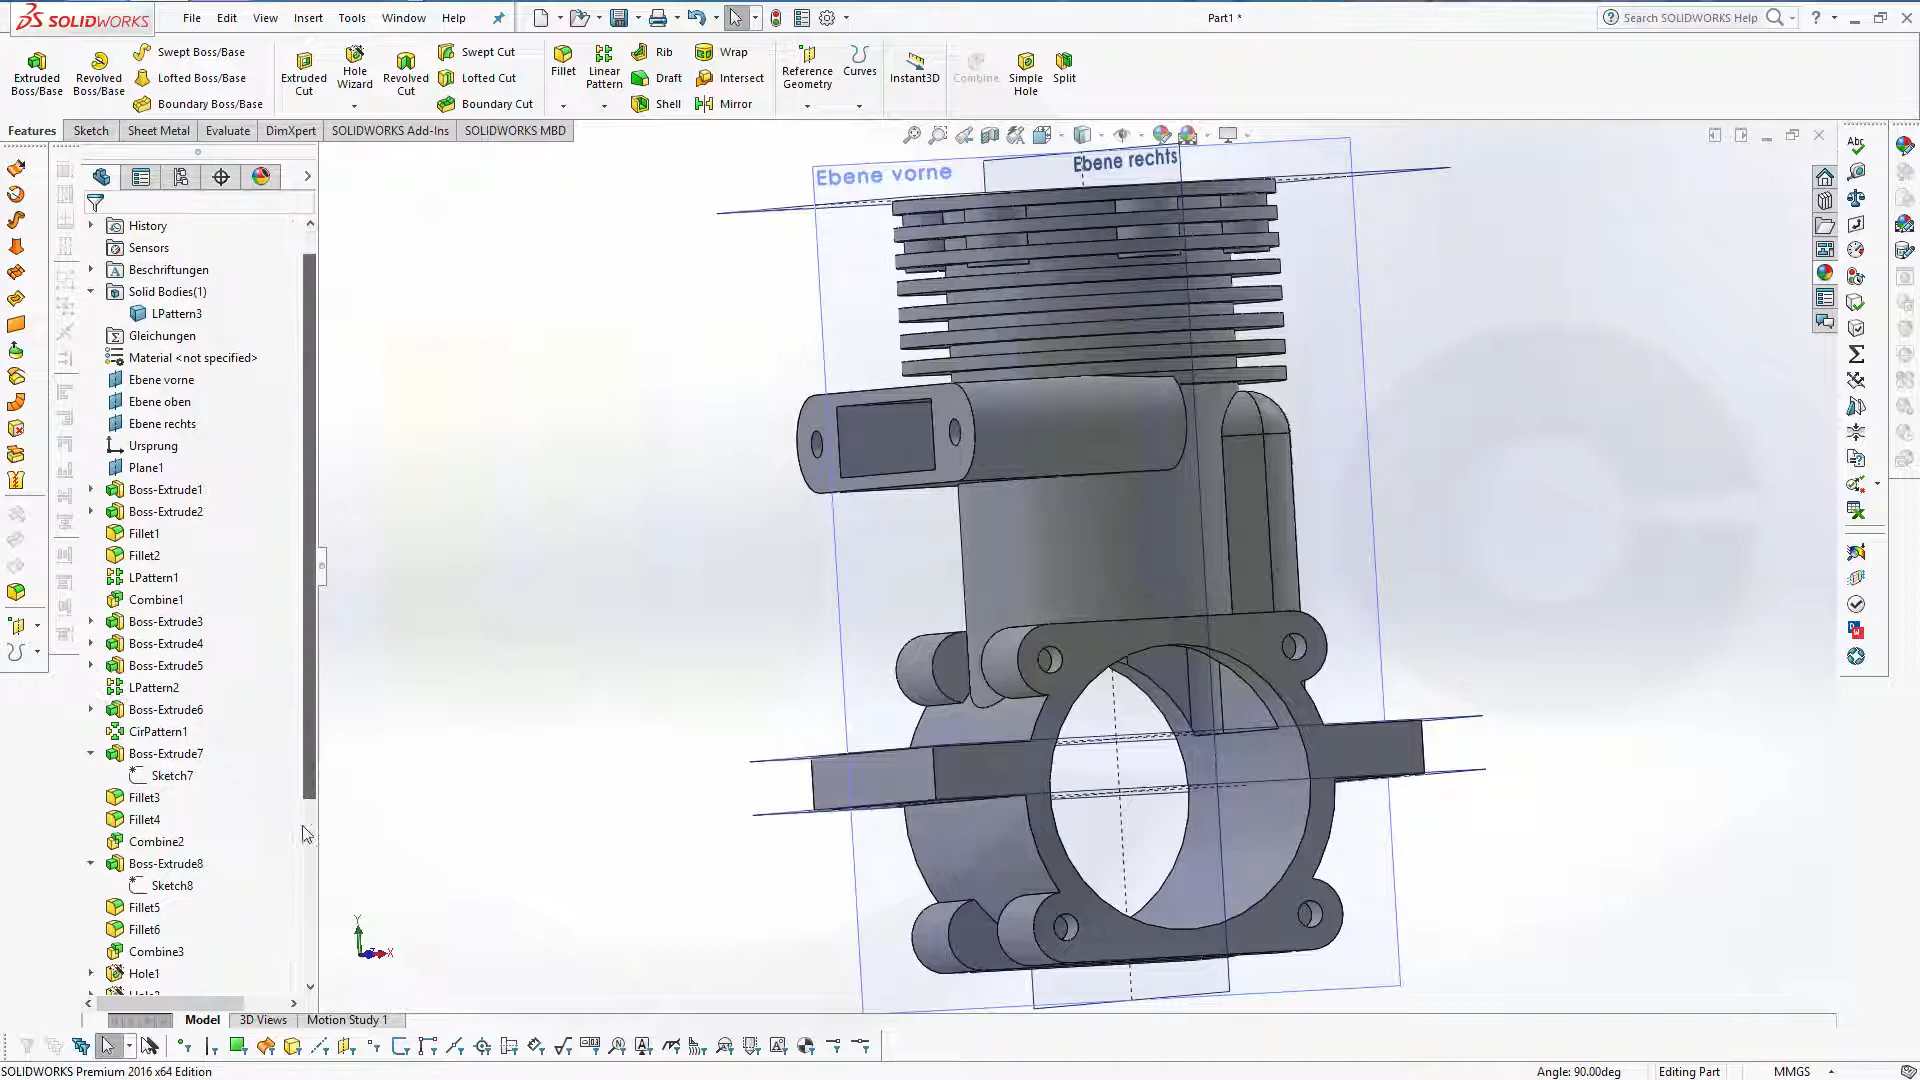 SOLIDWORKS
File Edit View Insert Tools Window Help
Part1 *
Search SOLIDWORKS Help
Extruded Boss/Base
Revolved Boss/Base
Swept Boss/Base
Lofted Boss/Base
Boundary Boss/Base
Extruded Cut
Hole Wizard
Revolved Cut
Swept Cut
Lofted Cut
Boundary Cut
Fillet
Linear Pattern
Rib
Draft
Shell
Wrap
Intersect
Mirror
Reference Geometry
Curves
Instant3D
Combine
Simple Hole
Split
Features Sketch Sheet Metal Evaluate DimXpert SOLIDWORKS Add-Ins SOLIDWORKS MBD
Ebene vorne
Ebene rechts
History
Sensors
Beschriftungen
Solid Bodies(1)
LPattern3
Gleichungen
Material <not specified>
Ebene vorne
Ebene oben
Ebene rechts
Ursprung
Plane1
Boss-Extrude1
Boss-Extrude2
Fillet1
Fillet2
LPattern1
Combine1
Boss-Extrude3
Boss-Extrude4
Boss-Extrude5
LPattern2
Boss-Extrude6
CirPattern1
Boss-Extrude7
Sketch7
Fillet3
Fillet4
Combine2
Boss-Extrude8
Sketch8
Fillet5
Fillet6
Combine3
Hole1
Y
Z
X
Abc
Model 3D Views Motion Study 1
SOLIDWORKS Premium 2016 x64 Edition
Angle: 90.00deg Editing Part MMGS